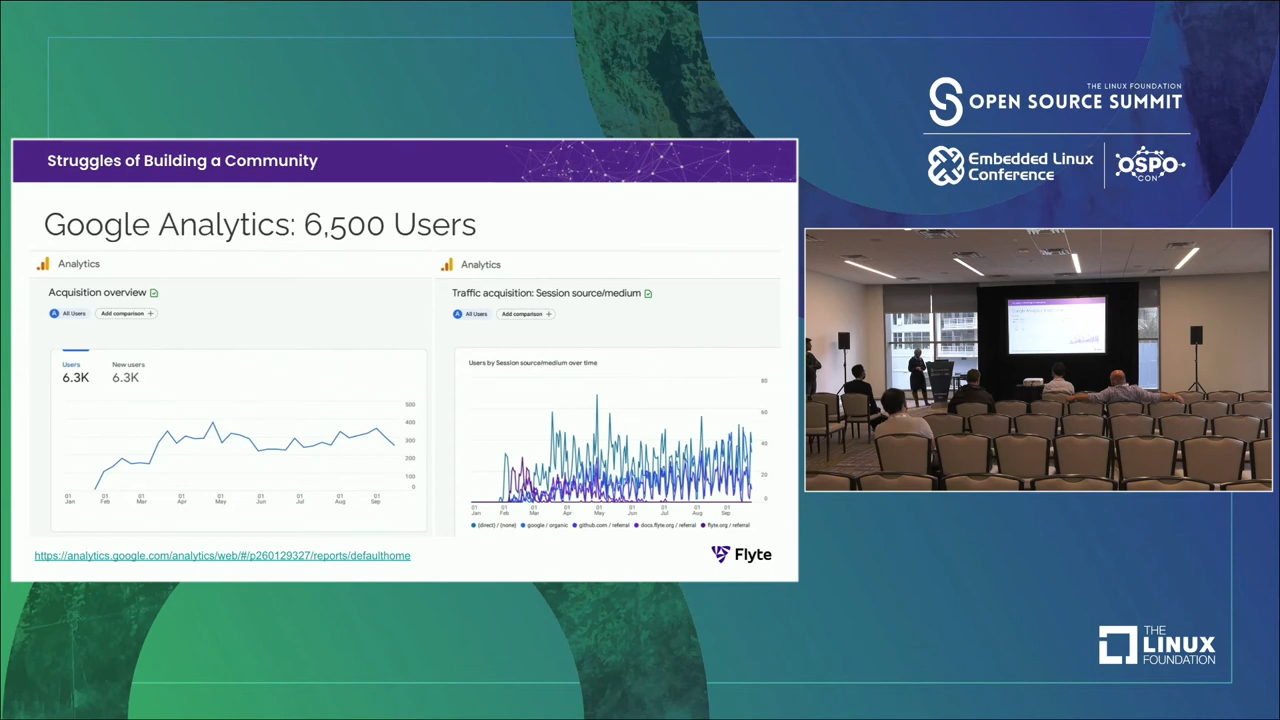 THE LINUX FOUNDATION
OPEN SOURCE SUMMIT
Embedded Linux
Conference
OSPO
CON
Struggles of Building a Community
Google Analytics: 6,500 Users
Analytics
Acquisition overview
A All Users Add comparison +
Users New users
6.3K 6.3K
500
400
300
200
100
0
01 01 01 01 01 01 01 01 01
Jan Feb Mar Apr May Jun Jul Aug Sep
Analytics
Traffic acquisition: Session source/medium
A All Users Add comparison +
Users by Session source/medium over time
80
60
40
20
0
01 01 01 01 01 01 01 01 01
Jan Feb Mar Apr May Jun Jul Aug Sep
(direct) / (none) google / organic github.com / referral docs.flyte.org / referral flyte.org / referral
https://analytics.google.com/analytics/web/#/p260129327/reports/defaulthome
Flyte
THE
LINUX
FOUNDATION